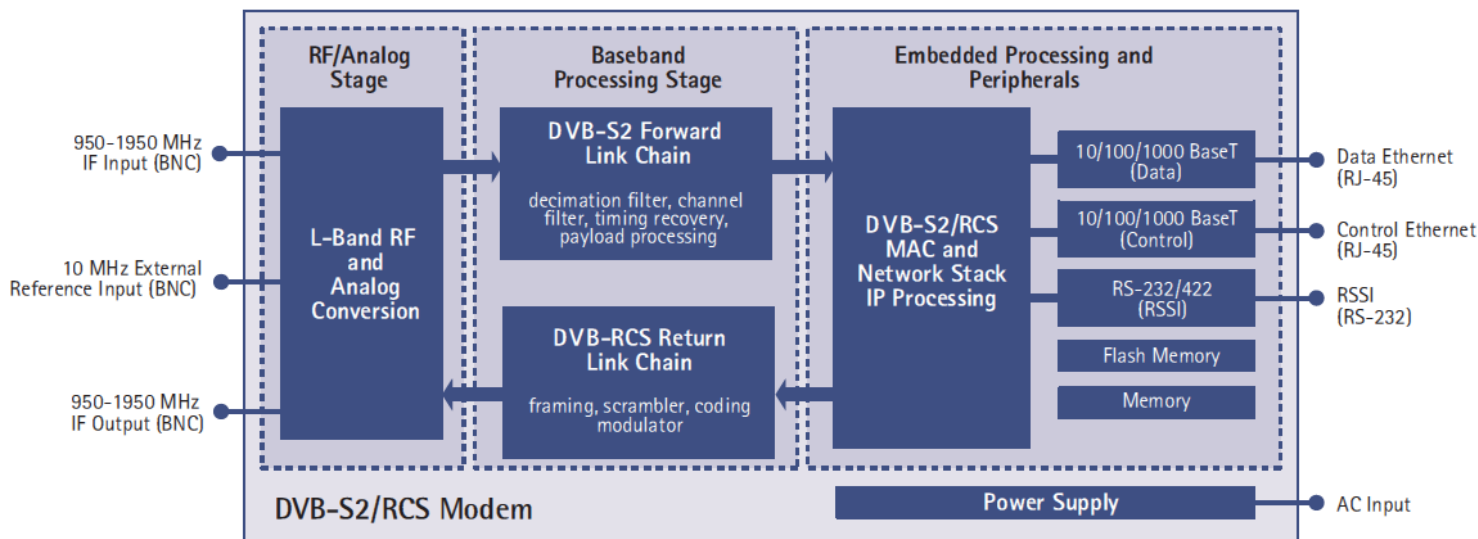 RF/Analog
Stage
Baseband
Processing Stage
Embedded Processing and
Peripherals
950-1950 MHz
IF Input (BNC)
10 MHz External
Reference Input (BNC)
950-1950 MHz
IF Output (BNC)
L-Band RF
and
Analog
Conversion
DVB-S2 Forward
Link Chain
decimation filter, channel
filter, timing recovery,
payload processing
DVB-RCS Return
Link Chain
framing, scrambler, coding
modulator
DVB-S2/RCS
MAC and
Network Stack
IP Processing
10/100/1000 BaseT
(Data)
10/100/1000 BaseT
(Control)
RS-232/422
(RSSI)
Flash Memory
Memory
Data Ethernet
(RJ-45)
Control Ethernet
(RJ-45)
RSSI
(RS-232)
DVB-S2/RCS Modem
Power Supply
AC Input